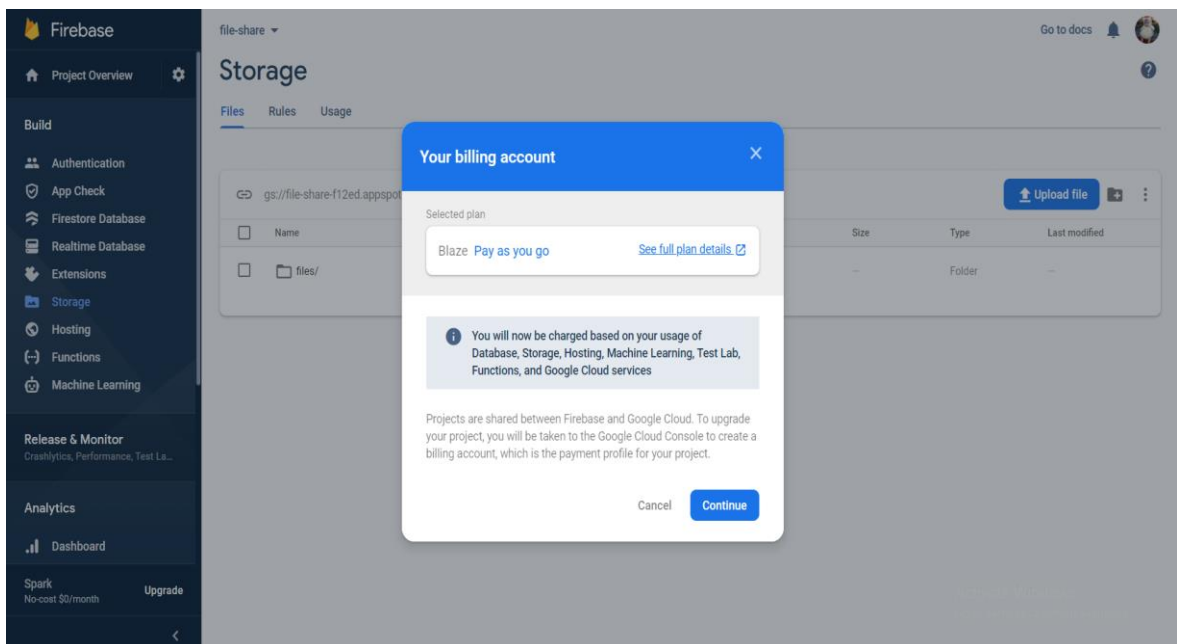 Firebase
Project Overview
Build
Authentication
App Check
Firestore Database
Realtime Database
Extensions
Storage
Hosting
Functions
Machine Learning
Release & Monitor
Crashlytics, Performance, Test La...
Analytics
Dashboard
Spark
No-cost $0/month
Upgrade
file-share
Go to docs
Storage
Files Rules Usage
gs://file-share-f12ed.appspot
Upload file
Name Size Type Last modified
files/ – Folder –
Your billing account
Selected plan
Blaze Pay as you go See full plan details
You will now be charged based on your usage of
Database, Storage, Hosting, Machine Learning, Test Lab,
Functions, and Google Cloud services
Projects are shared between Firebase and Google Cloud. To upgrade
your project, you will be taken to the Google Cloud Console to create a
billing account, which is the payment profile for your project.
Cancel Continue